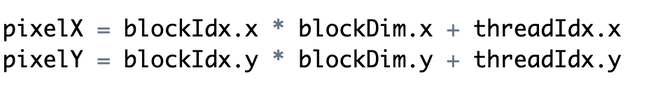 pixelX = blockIdx.x * blockDim.x + threadIdx.x
pixelY = blockIdx.y * blockDim.y + threadIdx.y